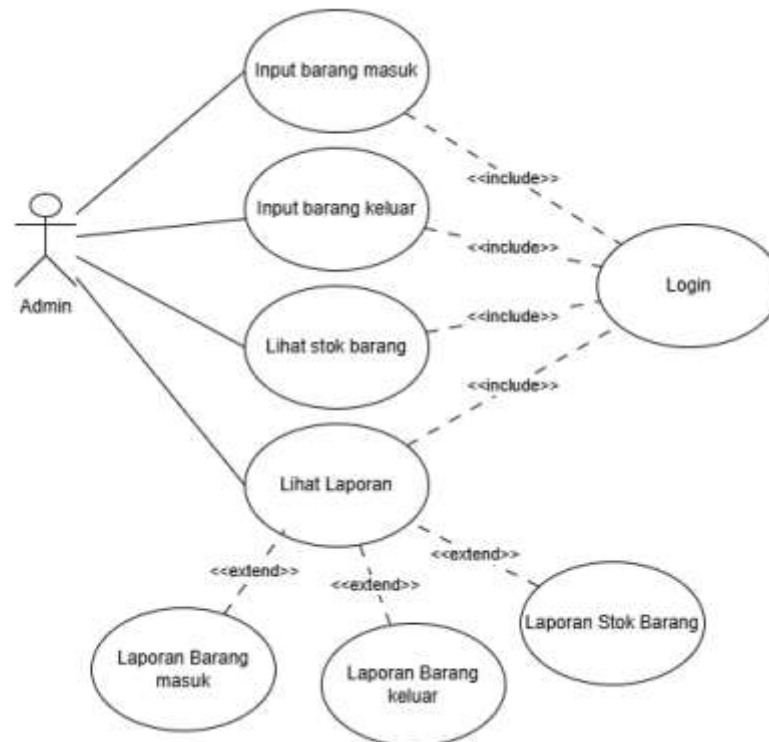 Input barang masuk
<<include>>
Input barang keluar
<<include>>
Login
Admin
Lihat stok barang
<<include>>
<<include>>
Lihat Laporan
<<extend>>
<<extend>>
<<extend>>
Laporan Stok Barang
Laporan Barang
masuk
Laporan Barang
keluar